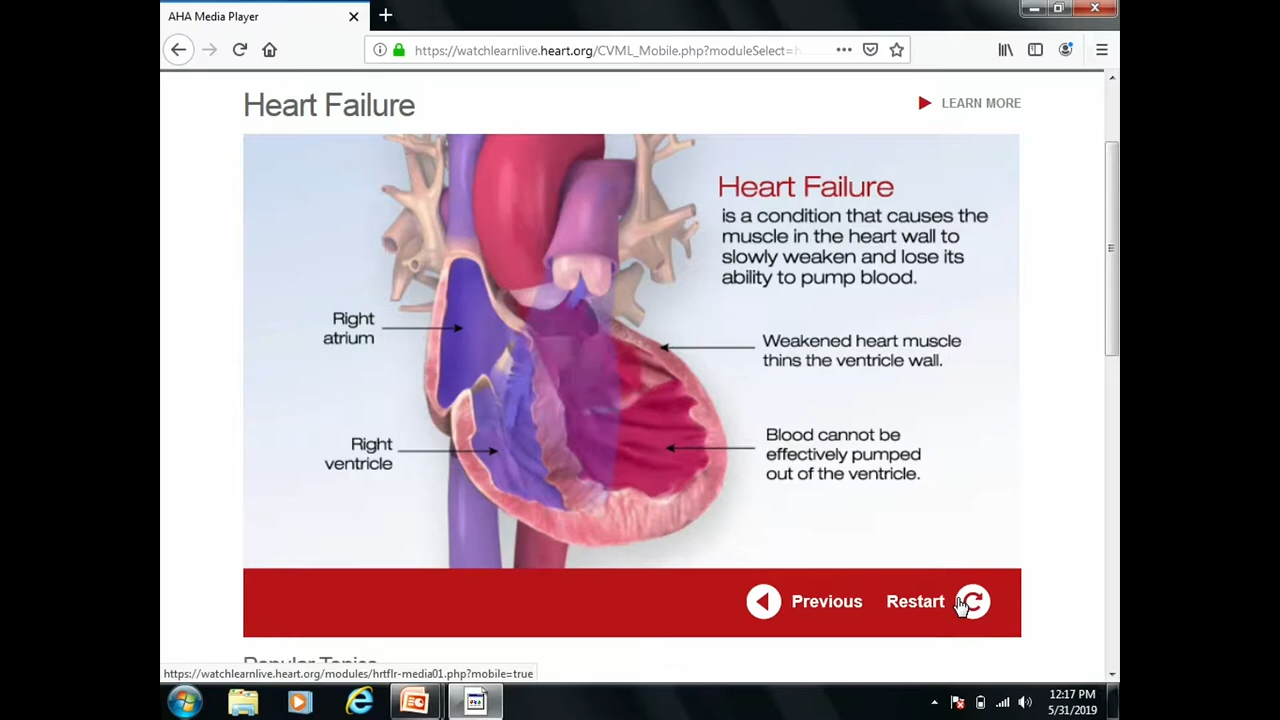 AHA Media Player
https://watchlearnlive.heart.org/CVML_Mobile.php?moduleSelect=h
Heart Failure
LEARN MORE
Heart Failure
is a condition that causes the
muscle in the heart wall to
slowly weaken and lose its
ability to pump blood.
Right
atrium
Weakened heart muscle
thins the ventricle wall.
Right
ventricle
Blood cannot be
effectively pumped
out of the ventricle.
Previous
Restart
Popular Topics
https://watchlearnlive.heart.org/modules/hrtflr-media01.php?mobile=true
12:17 PM
5/31/2019